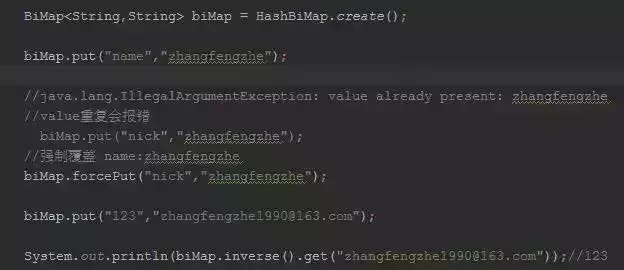 BiMap<String,String> biMap = HashBiMap.create();
biMap.put("name","zhangfengzhe");
//java.lang.IllegalArgumentException: value already present: zhangfengzhe
//value重复会报错
biMap.put("nick","zhangfengzhe");
//强制覆盖 name:zhangfengzhe
biMap.forcePut("nick","zhangfengzhe");
biMap.put("123","zhangfengzhe1990@163.com");
System.out.println(biMap.inverse().get("zhangfengzhe1990@163.com"));//123